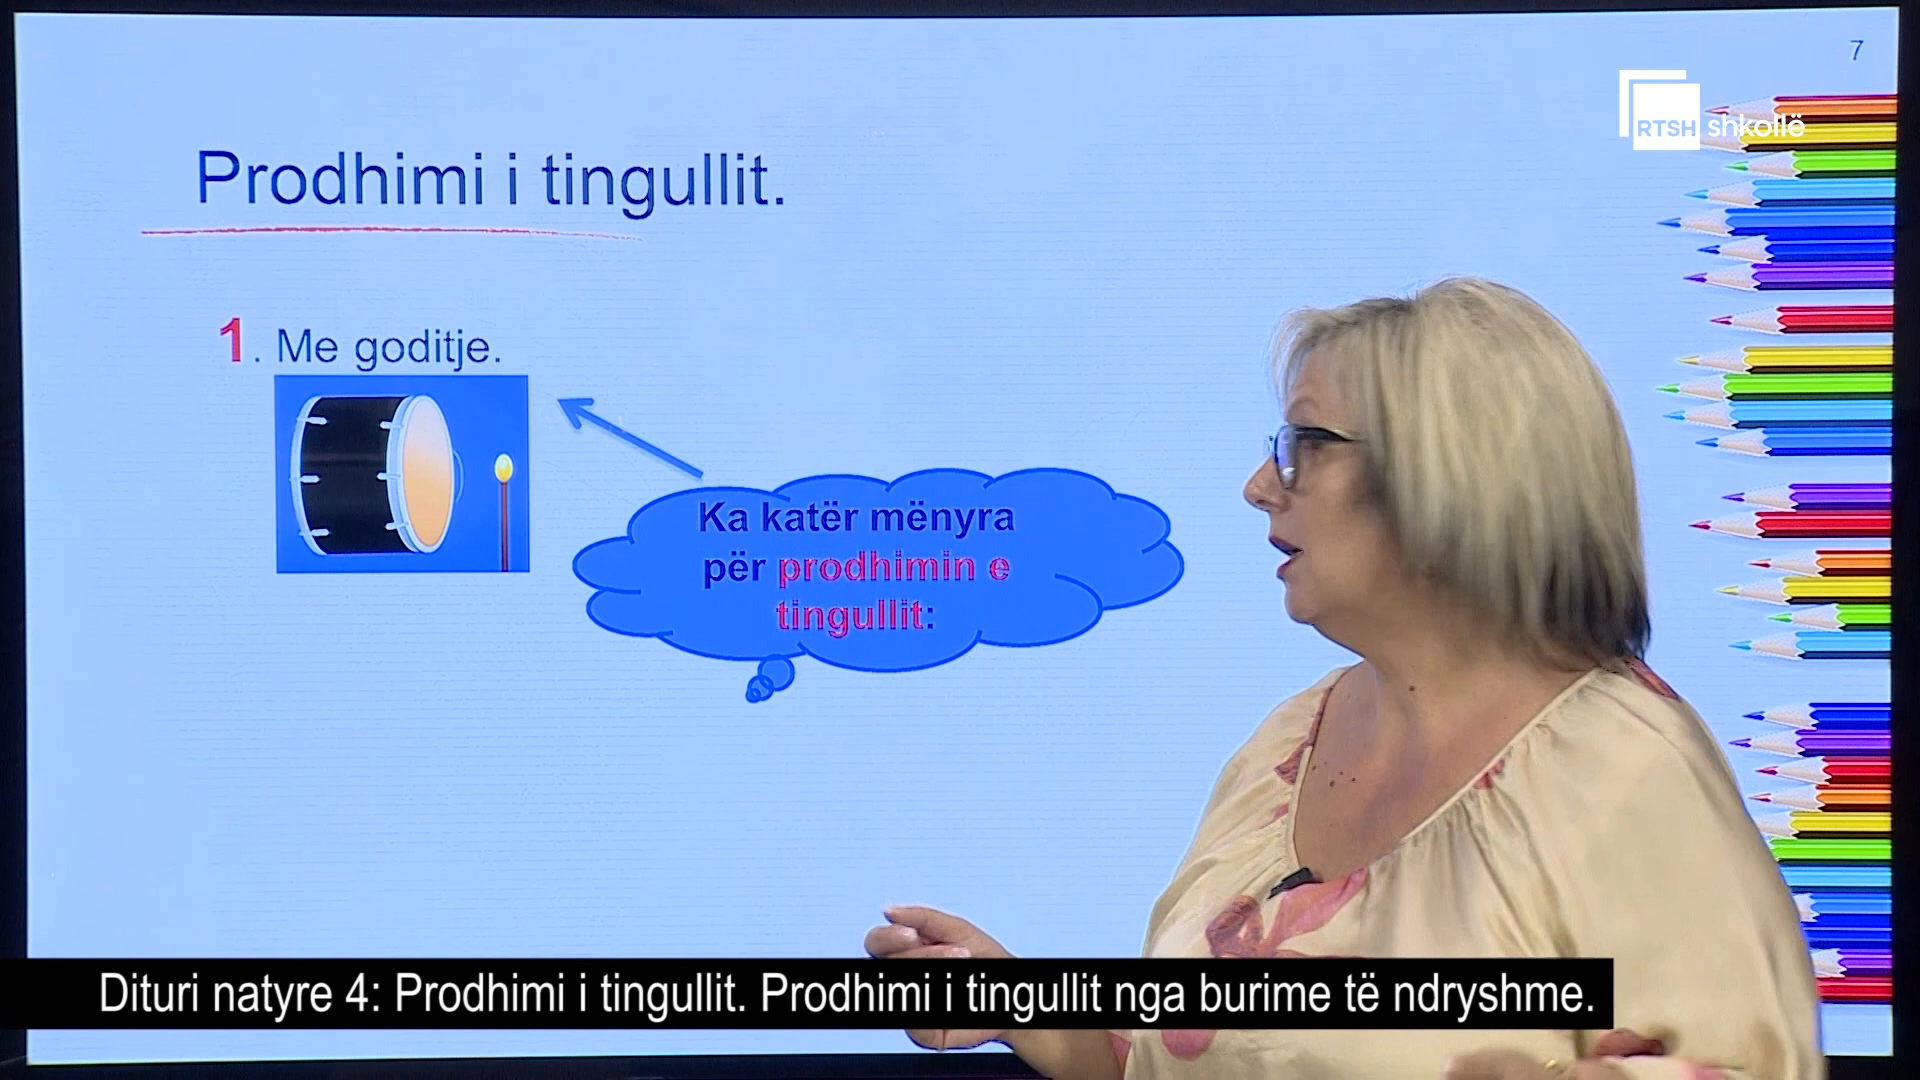 7
RTSH shkollë
Prodhimi i tingullit.
1. Me goditje.
Ka katër mënyra
për prodhimin e
tingullit:
Dituri natyre 4: Prodhimi i tingullit. Prodhimi i tingullit nga burime të ndryshme.